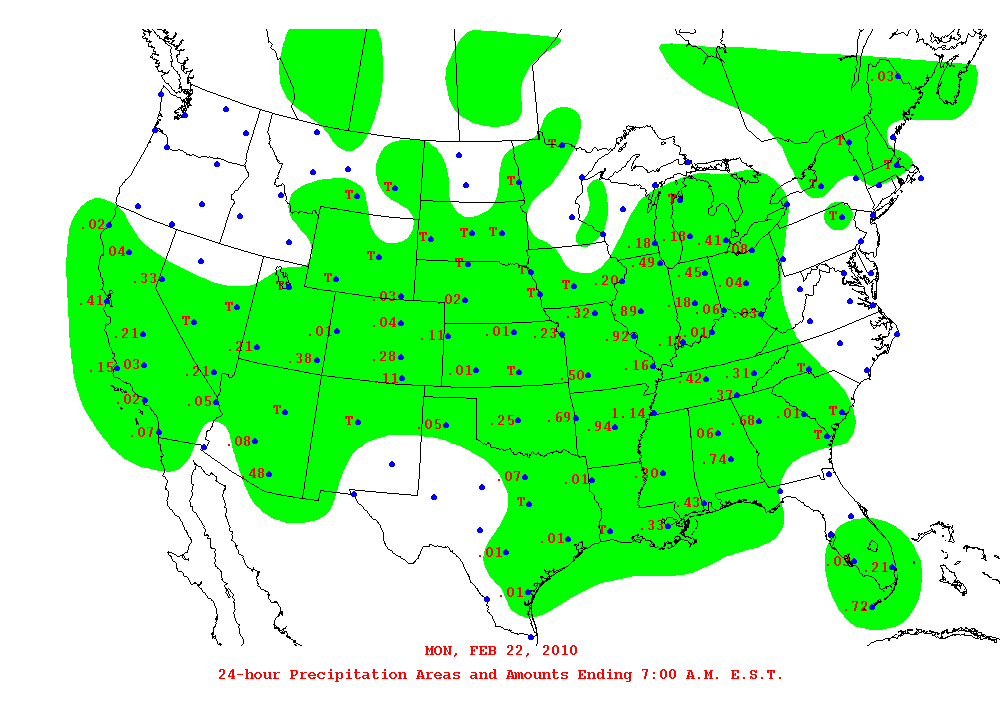 .03
T
T
T
T
T
T
T
T
T
.02
T
T
T
T
.18
.19
.41
.08
.04
T
T
.49
.33
T
T
T
.45
.20
T
.04
.03
.02
T
.41
T
.32
.89
.18
.06
.03
T
.04
.21
.01
.11
.01
.23
.92
.01
.21
.28
.15
.03
.38
.01
T
.16
T
.21
.11
.50
.42
.31
.37
.02
.05
T
1.14
.01
T
T
.05
.25
.69
.94
.68
.07
.08
.06
T
.74
.48
.07
.01
T
.43
.33
T
.01
.01
.21
.01
.72
MON, FEB 22, 2010
24-hour Precipitation Areas and Amounts Ending 7:00 A.M. E.S.T.